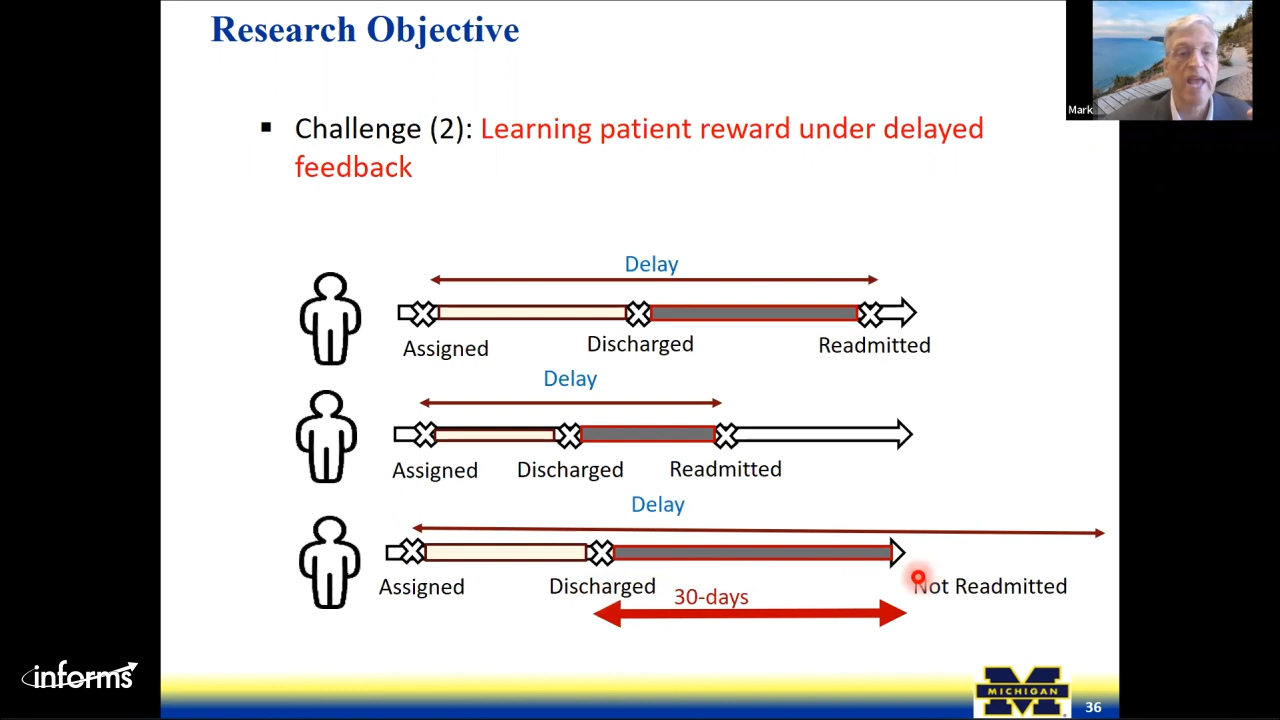 Research Objective
Mark
▪ Challenge (2): Learning patient reward under delayed
feedback
Delay
Assigned
Discharged
Readmitted
Delay
Assigned
Discharged
Readmitted
Delay
Assigned
Discharged
Not Readmitted
30-days
informs
M
MICHIGAN
36